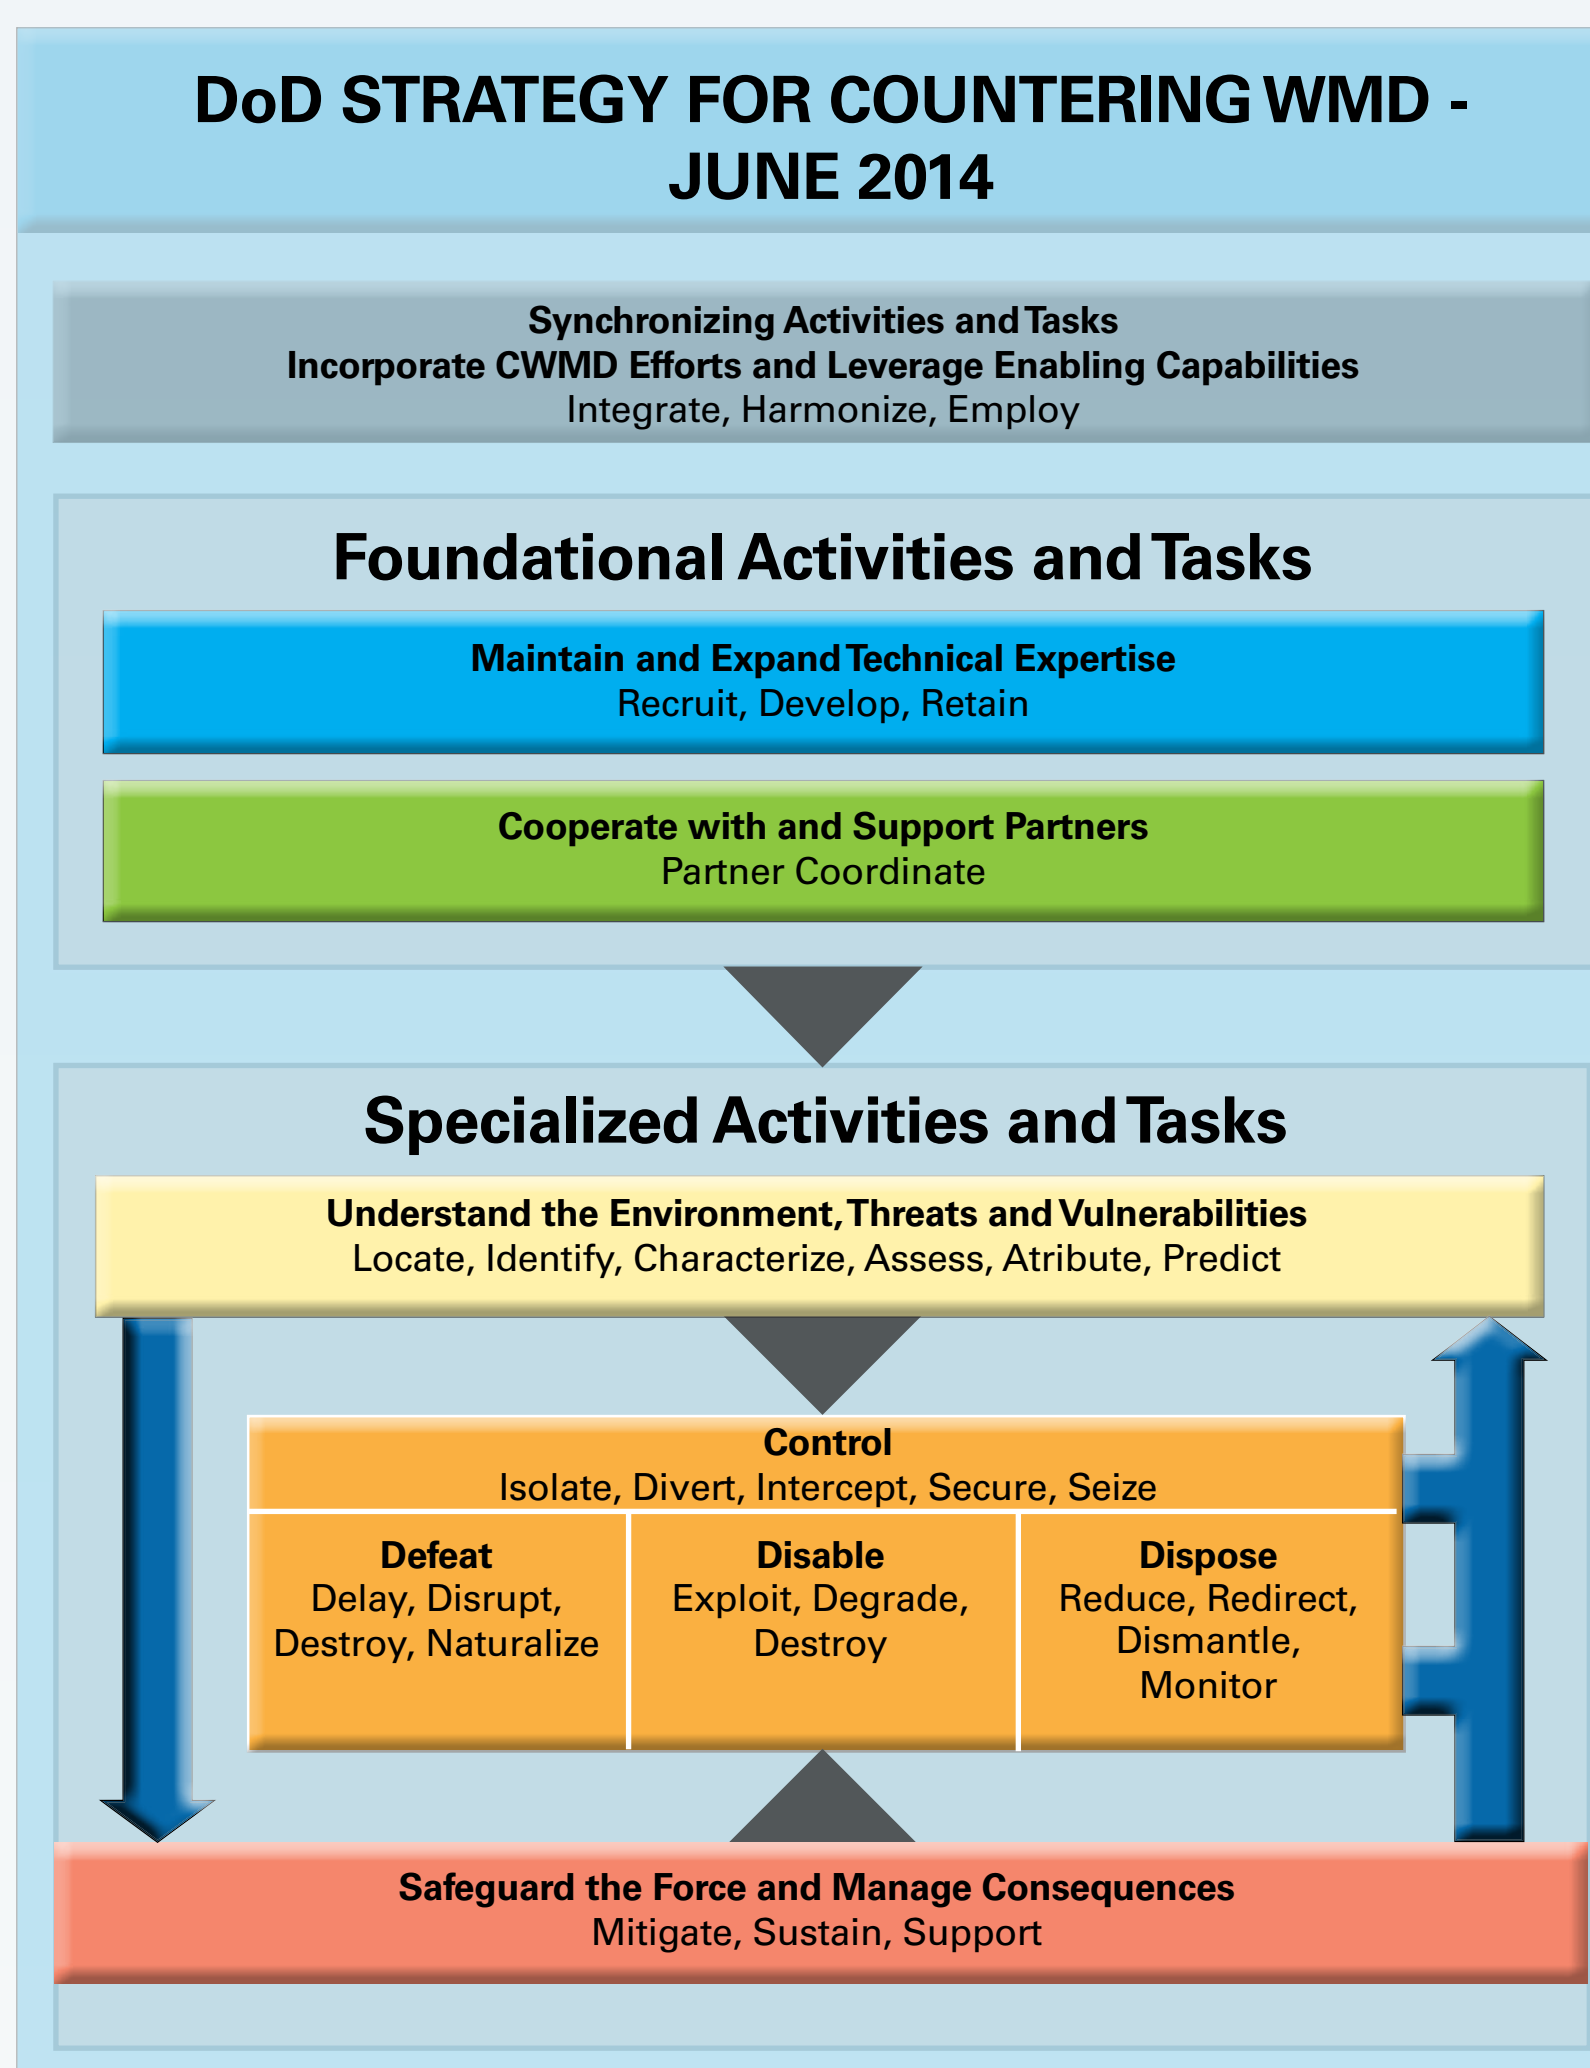 DoD STRATEGY FOR COUNTERING WMD -
JUNE 2014
Synchronizing Activities and Tasks
Incorporate CWMD Efforts and Leverage Enabling Capabilities
Integrate, Harmonize, Employ
Foundational Activities and Tasks
Maintain and Expand Technical Expertise
Recruit, Develop, Retain
Cooperate with and Support Partners
Partner Coordinate
Specialized Activities and Tasks
Understand the Environment, Threats and Vulnerabilities
Locate, Identify, Characterize, Assess, Atribute, Predict
Control
Isolate, Divert, Intercept, Secure, Seize
Defeat
Delay, Disrupt,
Destroy, Naturalize
Disable
Exploit, Degrade,
Destroy
Dispose
Reduce, Redirect,
Dismantle,
Monitor
Safeguard the Force and Manage Consequences
Mitigate, Sustain, Support